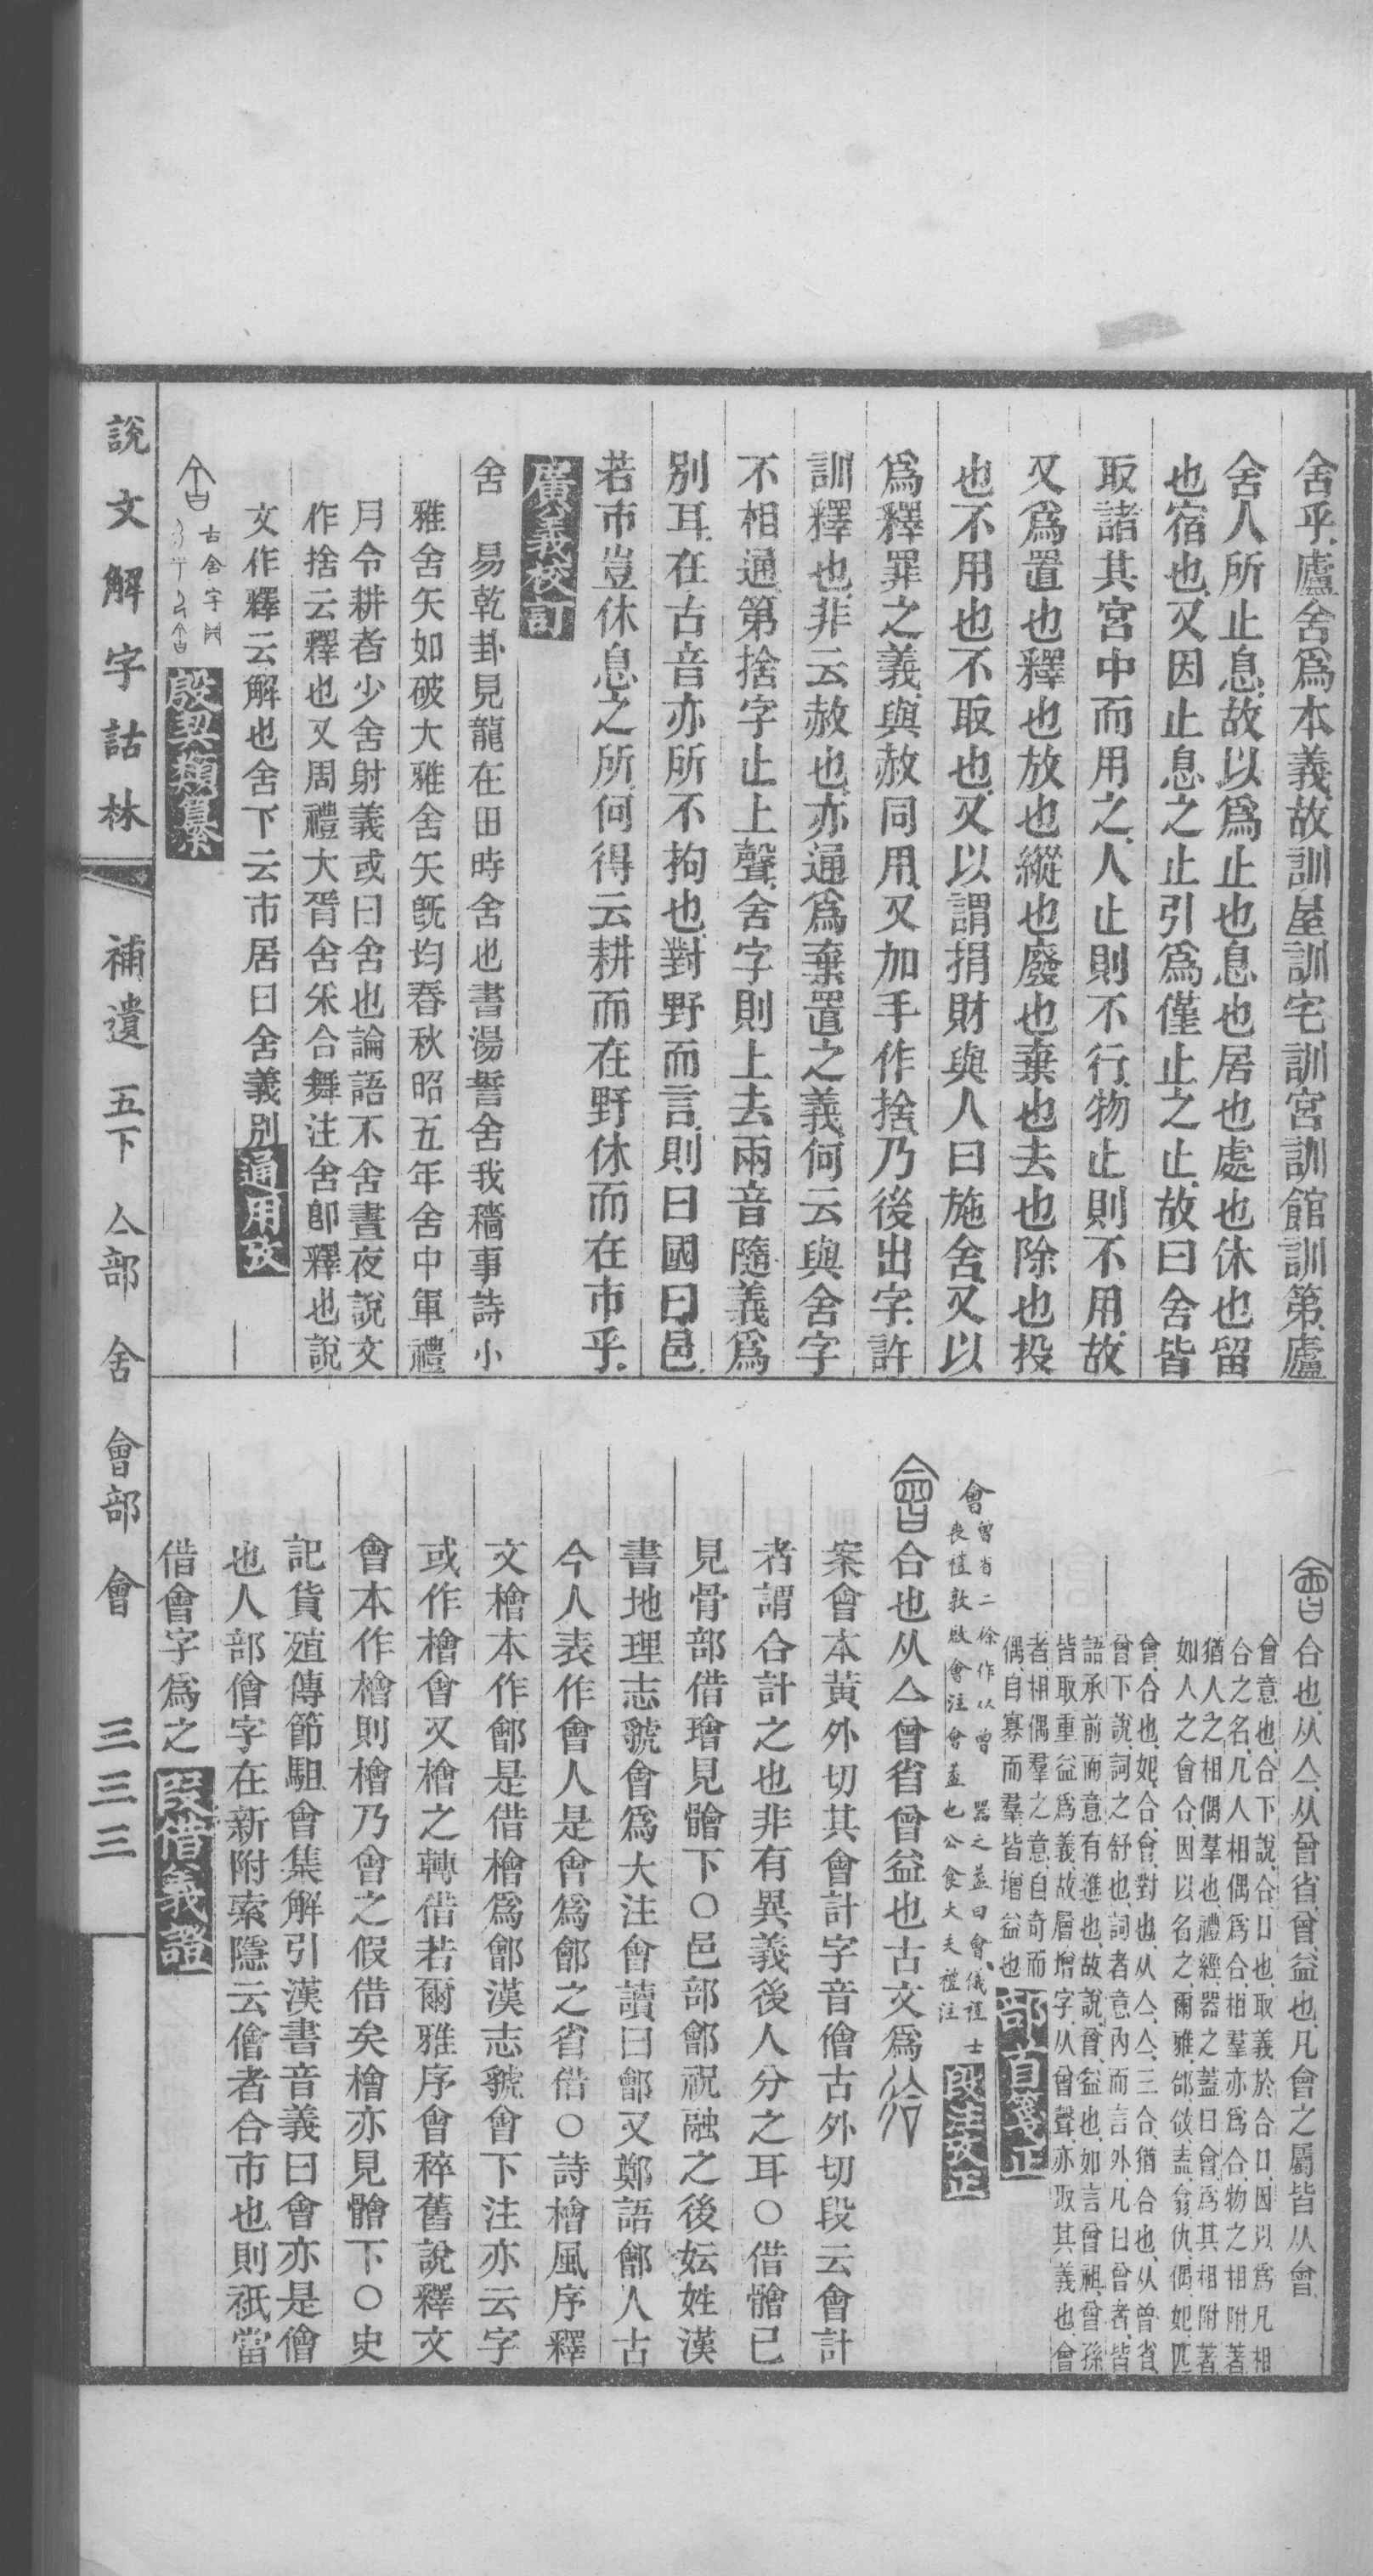 舍乎、廬舍爲本義、故訓屋訓宅訓宮訓館訓第、廬
舍人所止息、故以爲止也息也居也處也休也留
也宿也、又因止息之止引爲僅止之止、故曰舍皆
取諸其宮中而用之、人止則不行、物止則不用、故
又爲置也釋也放也縱也廢也棄也去也除也投
也不用也不取也、又以謂捐財與人曰施舍、又以
爲釋罪之義、與赦同用、又加手作捨、乃後出字、許
訓釋也、非云赦也、亦通爲棄置之義、何云與舍字
不相通、第捨字止上聲、舍字則上去兩音隨義爲
別耳、在古音亦所不拘也、對野而言、則曰國曰邑、
若市豈休息之所、何得云耕而在野休而在市乎、
廣義校訂
舍　易乾卦見龍在田時舍也書湯誓舍我穡事詩小
雅舍矢如破大雅舍矢旣均春秋昭五年舍中軍禮
月令耕者少舍射義或曰舍也論語不舍晝夜說文
作捨云釋也又周禮大胥舍采合舞注舍卽釋也說
文作釋云解也舍下云市居曰舍義別通用攷
古舍字
殷契類纂
合也、从亼、从曾省、曾、益也、凡會之屬皆从會、
會意也、合下說、合口也、取義於合口、因以爲凡相
合之名、凡人相偶爲合、相羣亦爲合、物之相附著
猶人之相偶羣也、禮經、器之蓋曰會、爲其相附著
如人之會合、因以名之、爾雅、郃敆盍翕仇偶妃匹
會、合也、妃、合、會、對也、从亼、亼、三合、猶合也、从曾省、
曾下說、詞之舒也、詞者意內而言外、凡曰曾者、皆
語承前而意有進也、故說、曾、益也、如言曾祖、曾孫
皆取重益爲義、故層增字、从曾聲、亦取其義也、會
者、相偶羣之意、自奇而
偶、自寡而羣、皆增益也、部首箋正
會曾省二徐作从曾　器之蓋曰會、儀禮士
喪禮敦啟會注會蓋也公食大夫禮注段注攷正
會合也从亼曾省曾益也古文爲㣛
案會本黃外切其會計字音儈古外切段云會計
者謂合計之也非有異義後人分之耳○借䯤已
見骨部借璯見䯤下○邑部鄶祝融之後妘姓漢
書地理志虢會爲大注會讀曰鄶又鄭語鄶人古
今人表作會人是會爲鄶之省借○詩檜風序釋
文檜本作鄶是借檜爲鄶漢志虢會下注亦云字
或作檜會又檜之轉借若爾雅序會稡舊說釋文
會本作檜則檜乃會之假借矣檜亦見䯤下○史
記貨殖傳節駔會集解引漢書音義曰會亦是儈
也人部儈字在新附索隱云儈者合市也則祇當
借會字爲之段借義證
說文解字詁林　補遺　五下　亼部　舍　會部　會　三三三